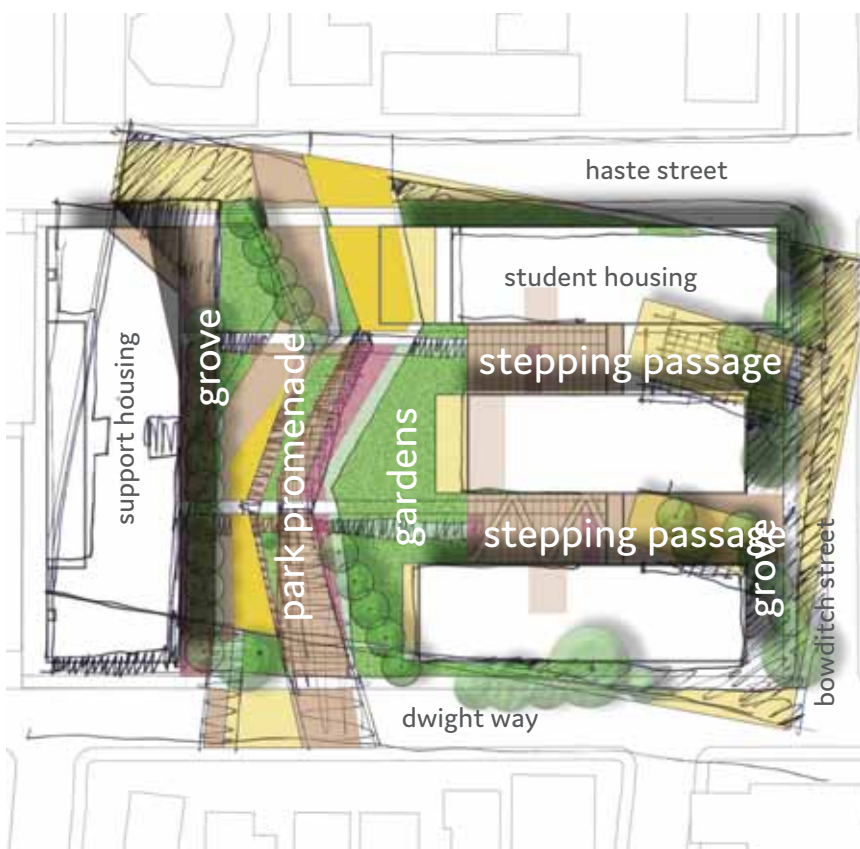 haste street
student housing
stepping passage
grove
support housing
park promenade
gardens
stepping passage
grove
bowditch street
dwight way